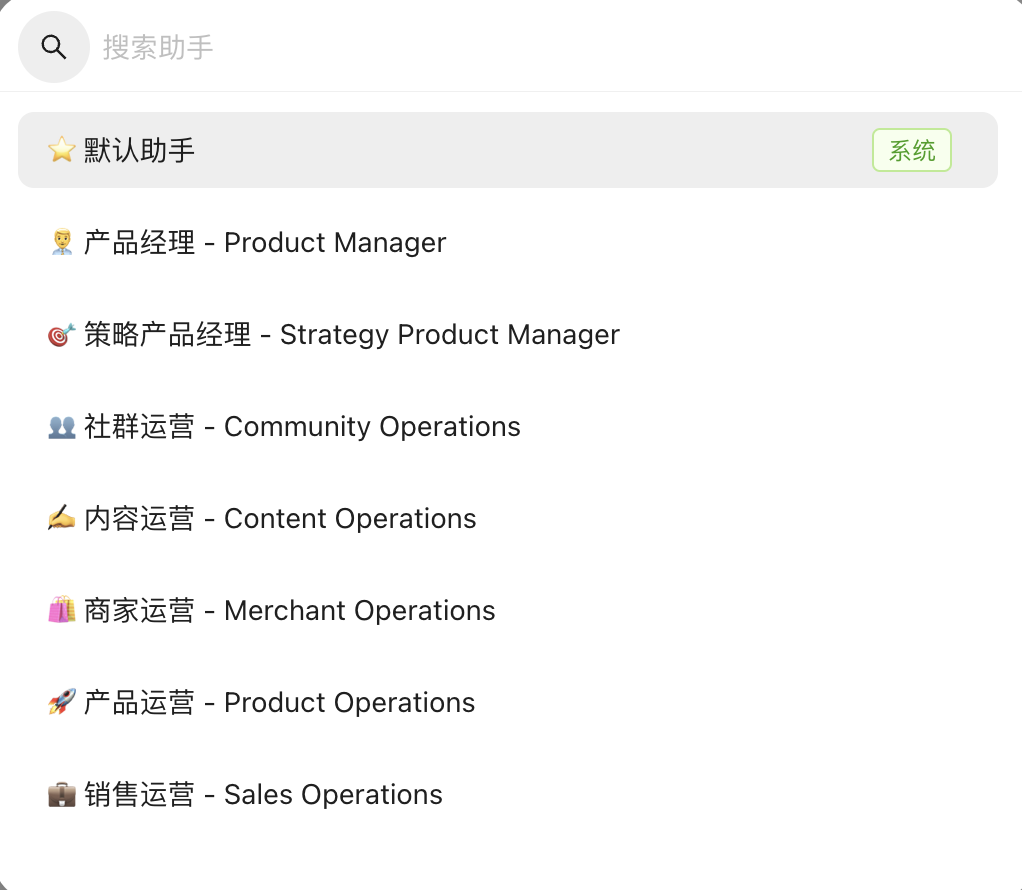 搜索助手
⭐ 默认助手 系统
👨‍💼 产品经理 - Product Manager
🎯 策略产品经理 - Strategy Product Manager
👥 社群运营 - Community Operations
✍️ 内容运营 - Content Operations
🛍️ 商家运营 - Merchant Operations
🚀 产品运营 - Product Operations
💼 销售运营 - Sales Operations